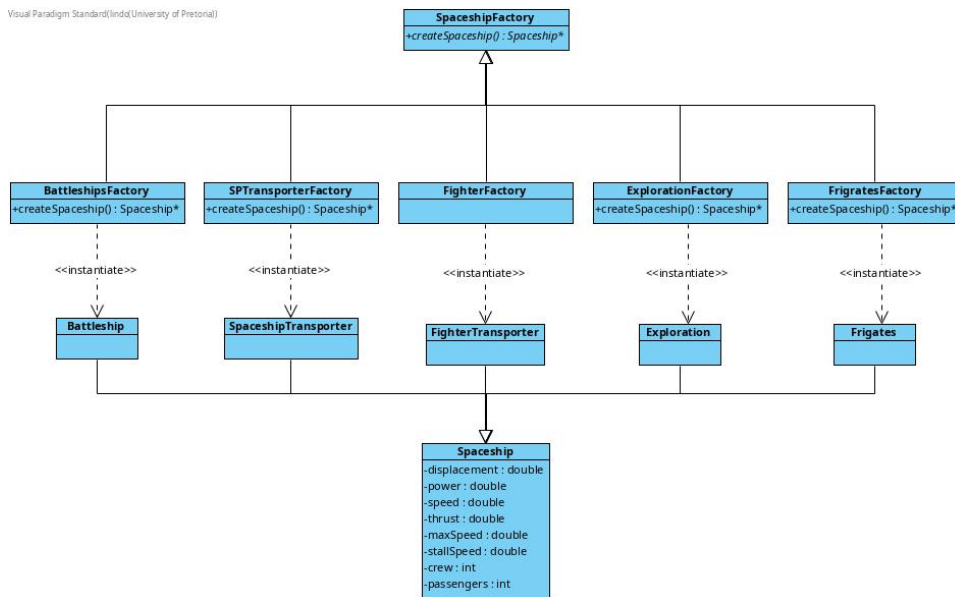 Visual Paradigm Standard(lindo(University of Pretoria))
SpaceshipFactory
+createSpaceship() : Spaceship*
BattleshipsFactory
+createSpaceship() : Spaceship*
SPTransporterFactory
+createSpaceship() : Spaceship*
FighterFactory
ExplorationFactory
+createSpaceship() : Spaceship*
FrigratesFactory
+createSpaceship() : Spaceship*
<<instantiate>>
<<instantiate>>
<<instantiate>>
<<instantiate>>
<<instantiate>>
Battleship
SpaceshipTransporter
FighterTransporter
Exploration
Frigates
Spaceship
-displacement : double
-power : double
-speed : double
-thrust : double
-maxSpeed : double
-stallSpeed : double
-crew : int
-passengers : int